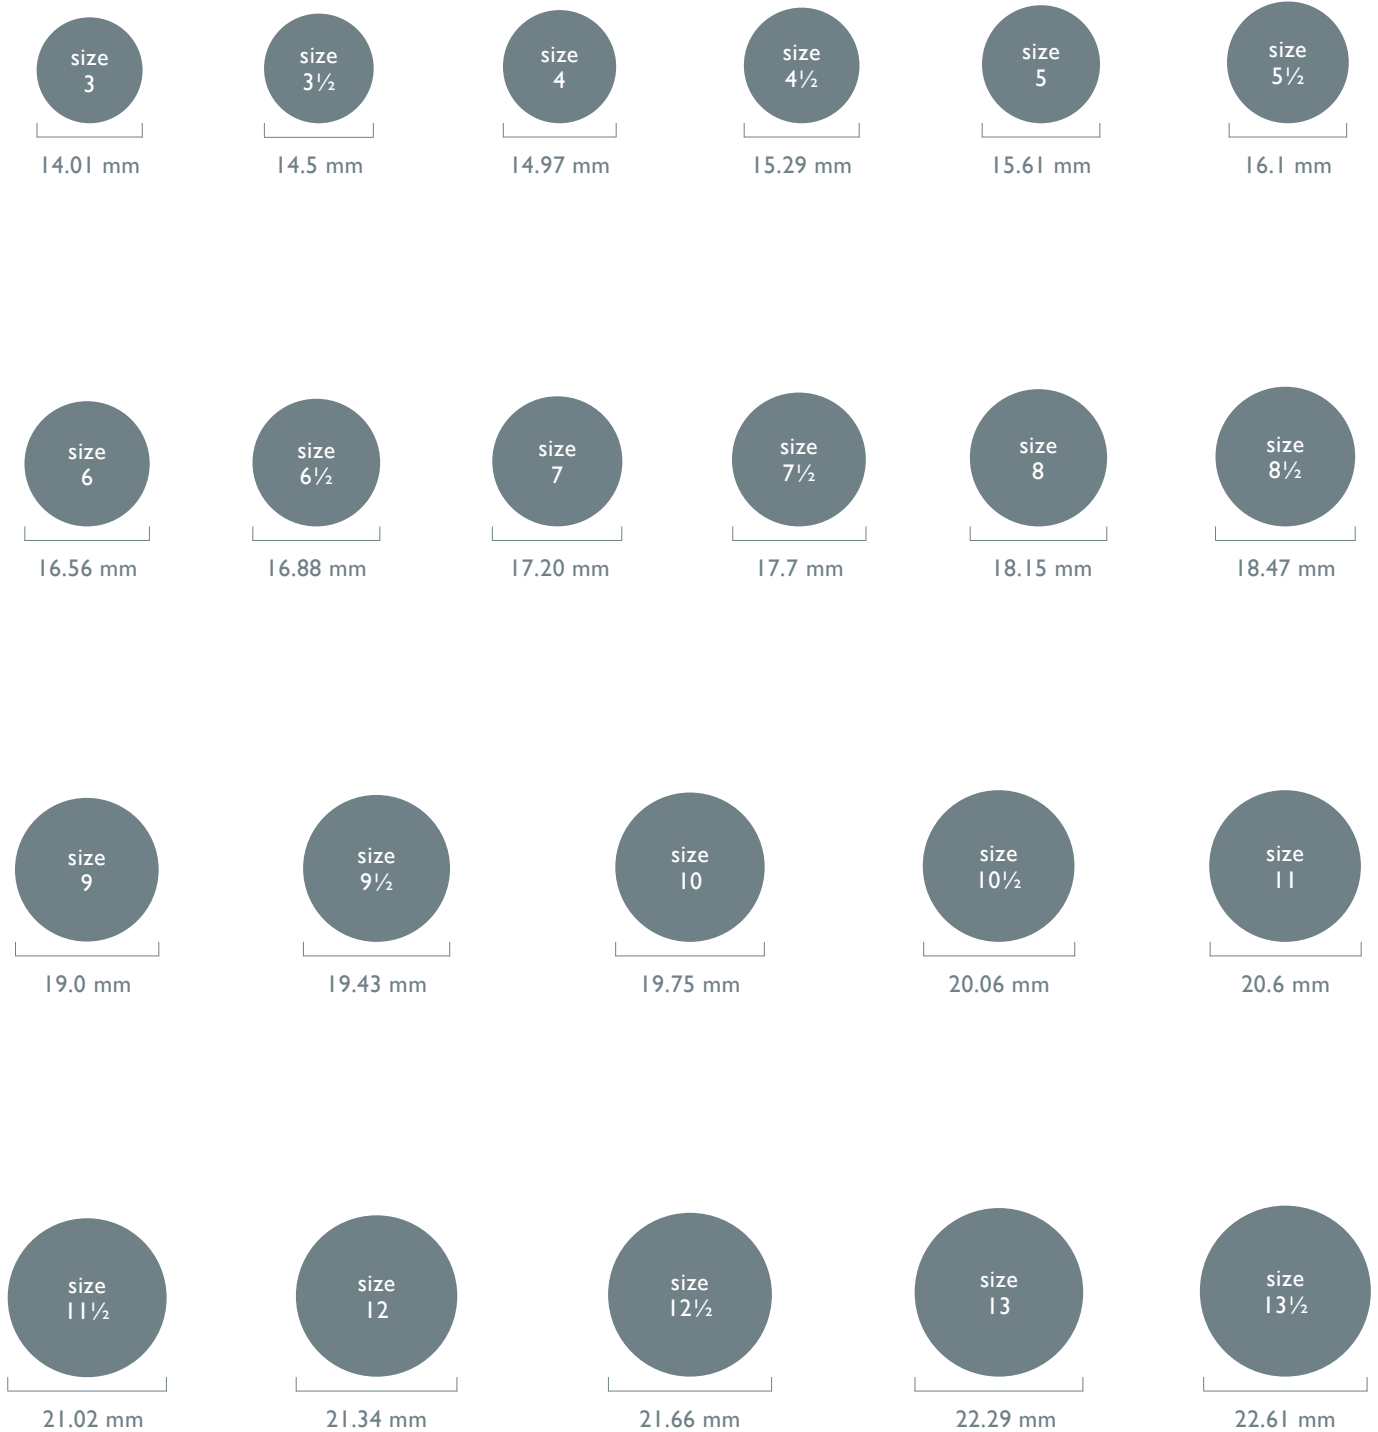 size
3
size
3½
size
4
size
4½
size
5
size
5½
14.01 mm
14.5 mm
14.97 mm
15.29 mm
15.61 mm
16.1 mm
size
6
size
6½
size
7
size
7½
size
8
size
8½
16.56 mm
16.88 mm
17.20 mm
17.7 mm
18.15 mm
18.47 mm
size
9
size
9½
size
10
size
10½
size
11
19.0 mm
19.43 mm
19.75 mm
20.06 mm
20.6 mm
size
11½
size
12
size
12½
size
13
size
13½
21.02 mm
21.34 mm
21.66 mm
22.29 mm
22.61 mm